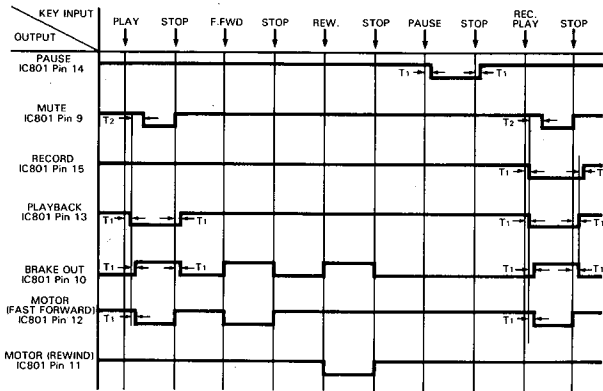 KEY INPUT
OUTPUT
PLAY STOP F.FWD STOP REW. STOP PAUSE STOP REC. PLAY STOP
PAUSE
IC801 Pin 14
T1 T1
MUTE
IC801 Pin 9
T2 T2
RECORD
IC801 Pin 15
T1 T
PLAYBACK
IC801 Pin 13
T1 T1 T1 T1
BRAKE OUT
IC801 Pin 10
T1 T1 T1 T1
MOTOR
(FAST FORWARD)
IC801 Pin 12
T1 T1
MOTOR (REWIND)
IC801 Pin 11